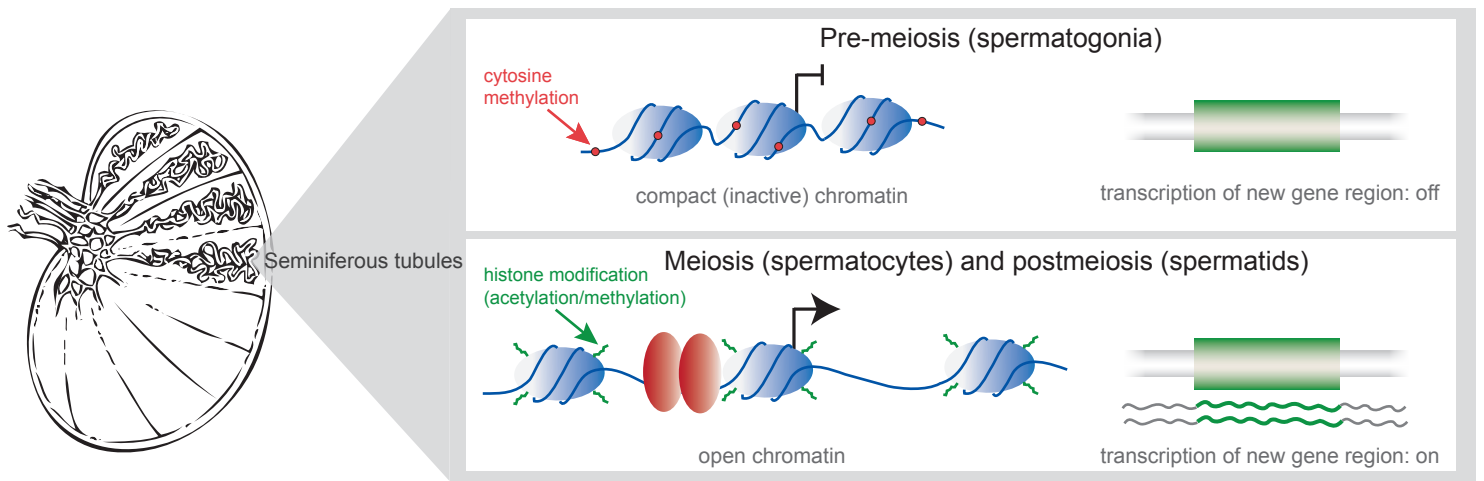 Pre-meiosis (spermatogonia)
cytosine
methylation
compact (inactive) chromatin
transcription of new gene region: off
Seminiferous tubules
Meiosis (spermatocytes) and postmeiosis (spermatids)
histone modification
(acetylation/methylation)
open chromatin
transcription of new gene region: on